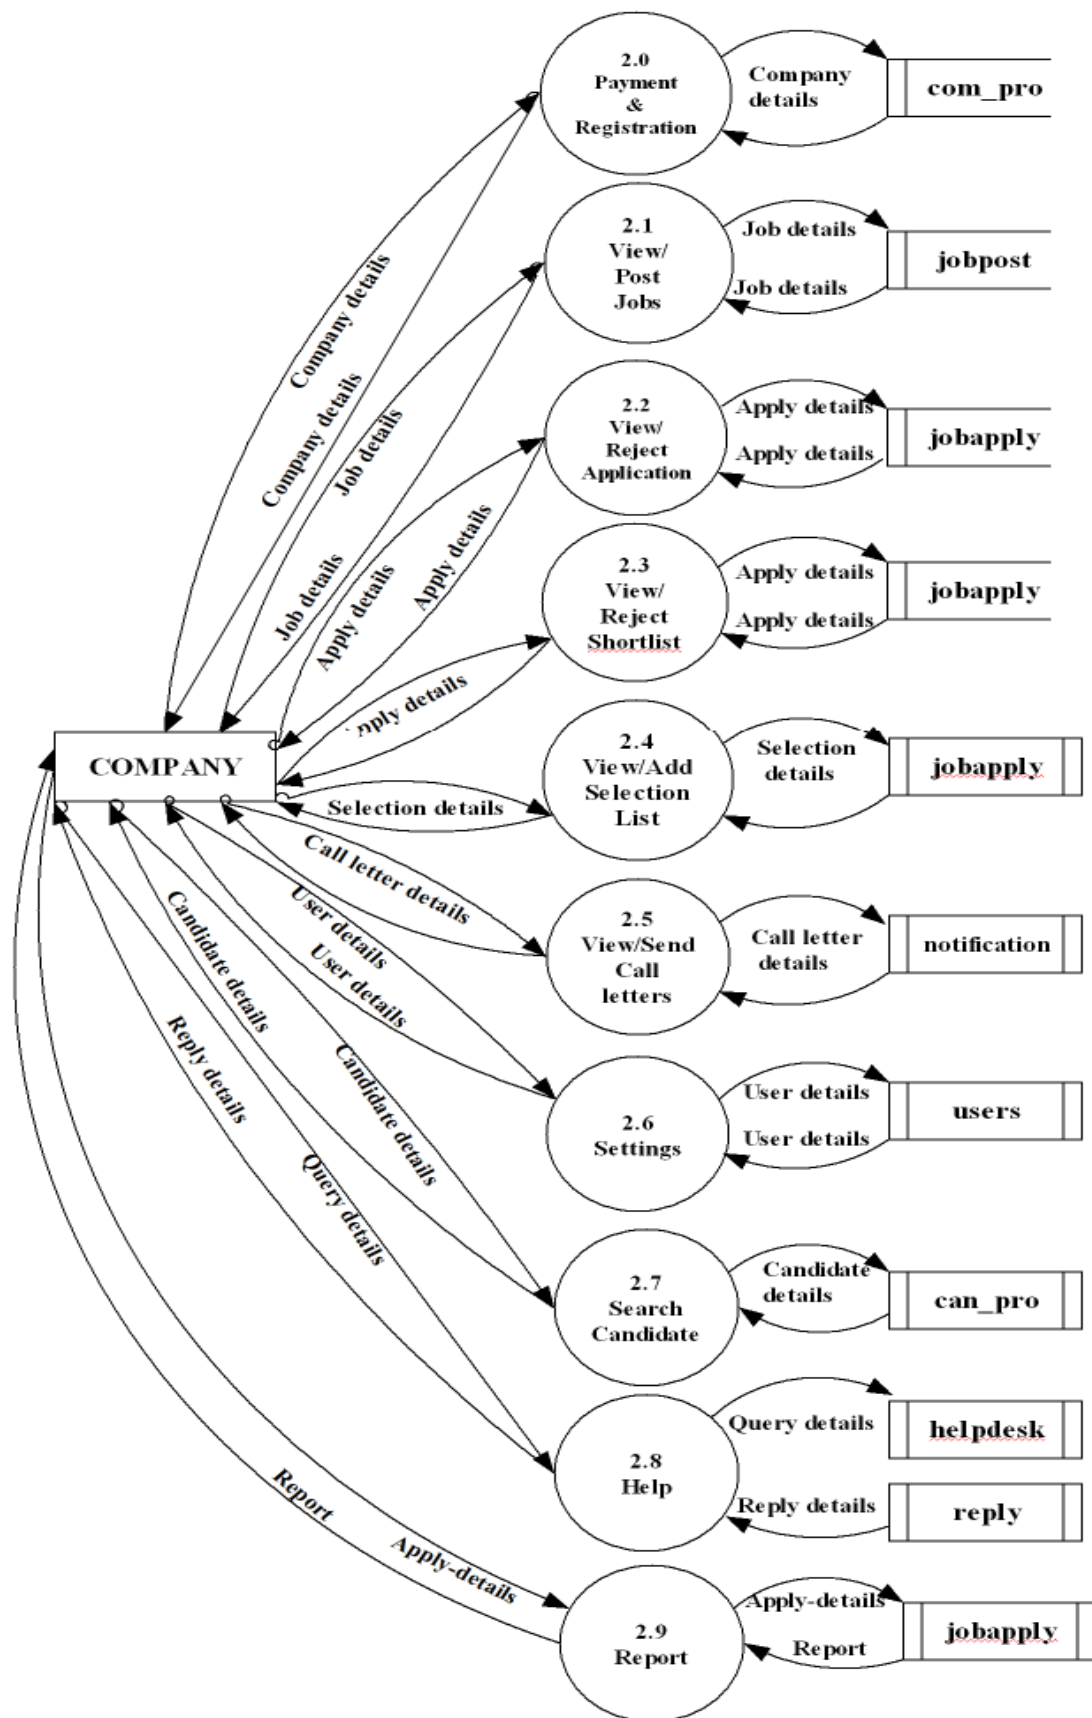 2.0
Payment
&
Registration
Company
details
com_pro
2.1
View/
Post
Jobs
Job details
Job details
jobpost
2.2
View/
Reject
Application
Apply details
Apply details
jobapply
2.3
View/
Reject
Shortlist
Apply details
Apply details
jobapply
2.4
View/Add
Selection
List
Selection
details
jobapply
2.5
View/Send
Call
letters
Call letter
details
notification
2.6
Settings
User details
User details
users
2.7
Search
Candidate
Candidate
details
can_pro
2.8
Help
Query details
helpdesk
Reply details
reply
2.9
Report
Apply-details
Report
jobapply
COMPANY
Company details
Company details
Job details
Job details
Apply details
Apply details
details
Selection details
Call letter details
User details
User details
Candidate details
Candidate details
Reply details
Query details
Report
Apply-details